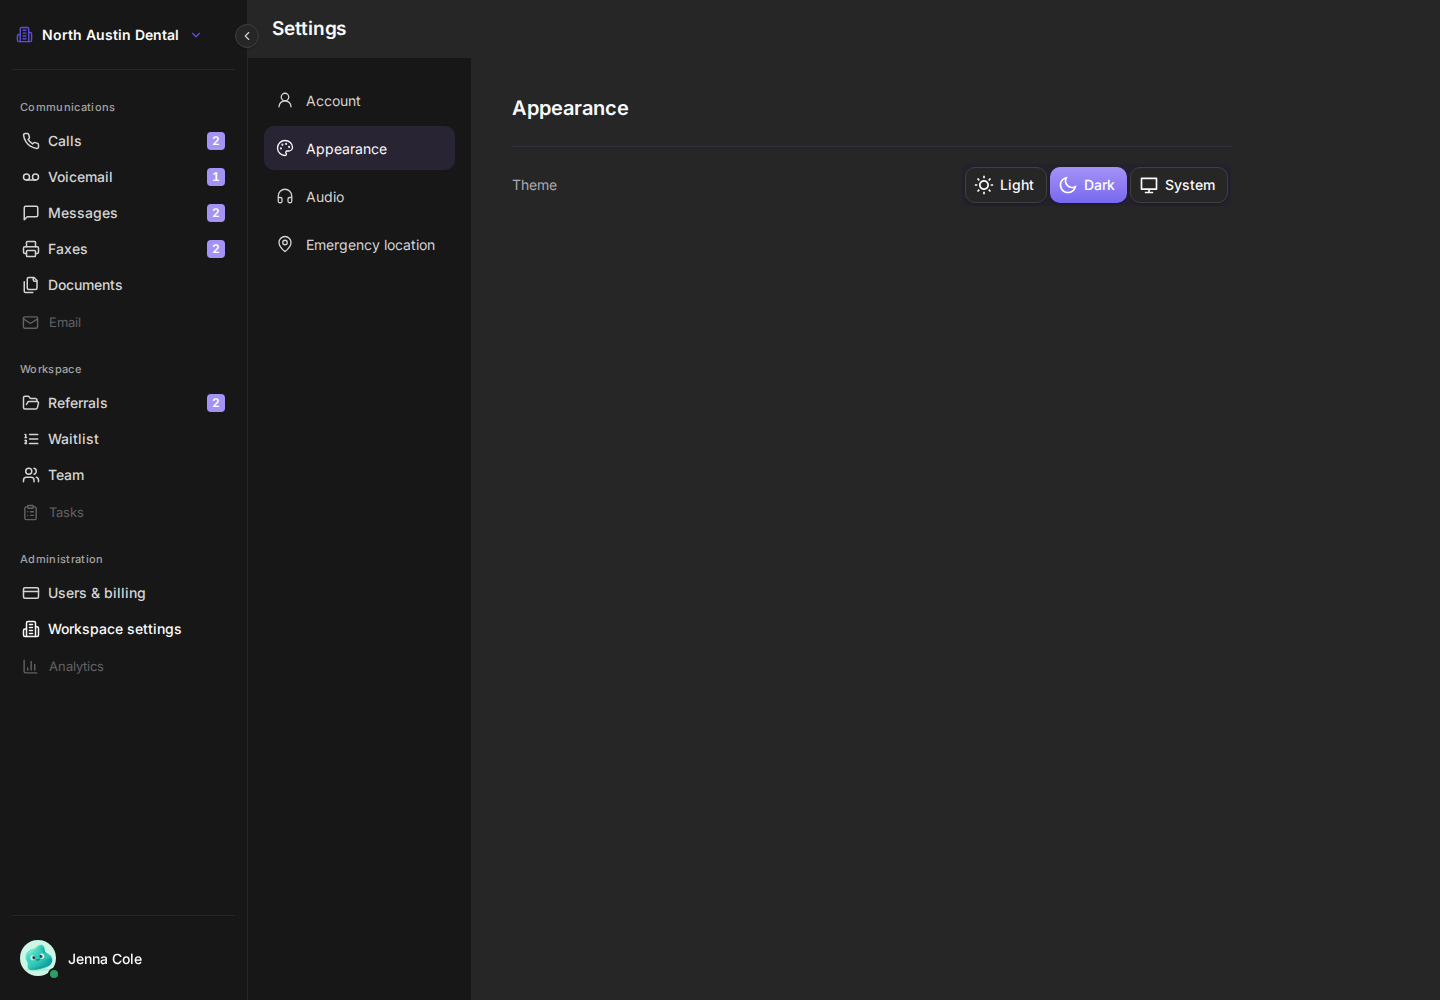 North Austin Dental
Settings
Communications
Calls 2
Voicemail 1
Messages 2
Faxes 2
Documents
Email
Workspace
Referrals 2
Waitlist
Team
Tasks
Administration
Users & billing
Workspace settings
Analytics
Jenna Cole
Account
Appearance
Audio
Emergency location
Appearance
Theme
Light
Dark
System